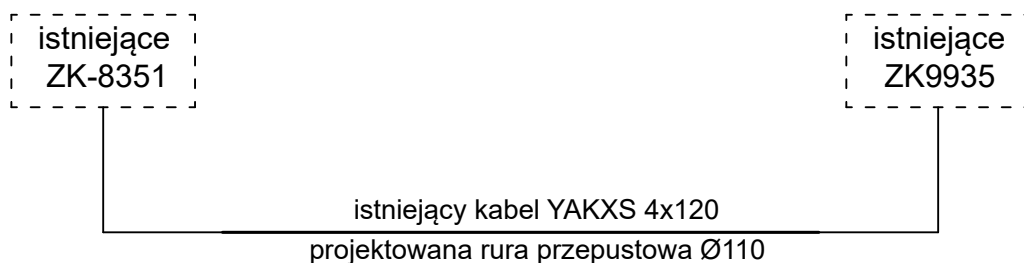 istniejące
ZK-8351
istniejące
ZK9935
istniejący kabel YAKXS 4x120
projektowana rura przepustowa Ø110